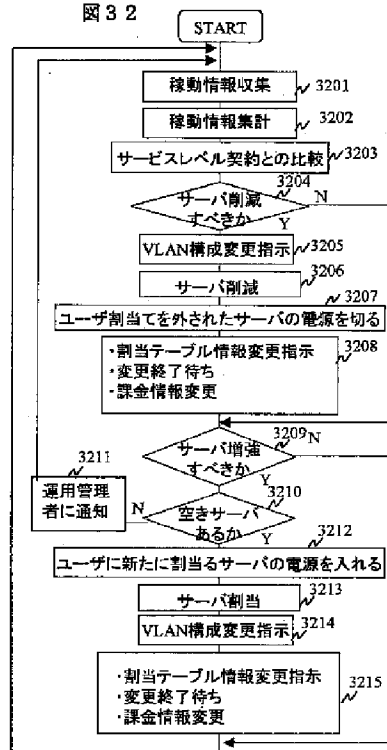 図32
START
稼動情報収集 3201
稼動情報集計 3202
サービスレベル契約との比較 3203
3204
サーバ削減
すべきか
N
Y
VLAN構成変更指示 3205
サーバ削減 3206
3207
ユーザ割当てを外されたサーバの電源を切る
・割当テーブル情報変更指示
・変更終了待ち
・課金情報変更
3208
3209
サーバ増強
すべきか
N
Y
3210
空きサーバ
あるか
N
Y
3211
運用管理
者に通知
3212
ユーザに新たに割当るサーバの電源を入れる
サーバ割当 3213
VLAN構成変更指示 3214
・割当テーブル情報変更指示
・変更終了待ち
・課金情報変更
3215